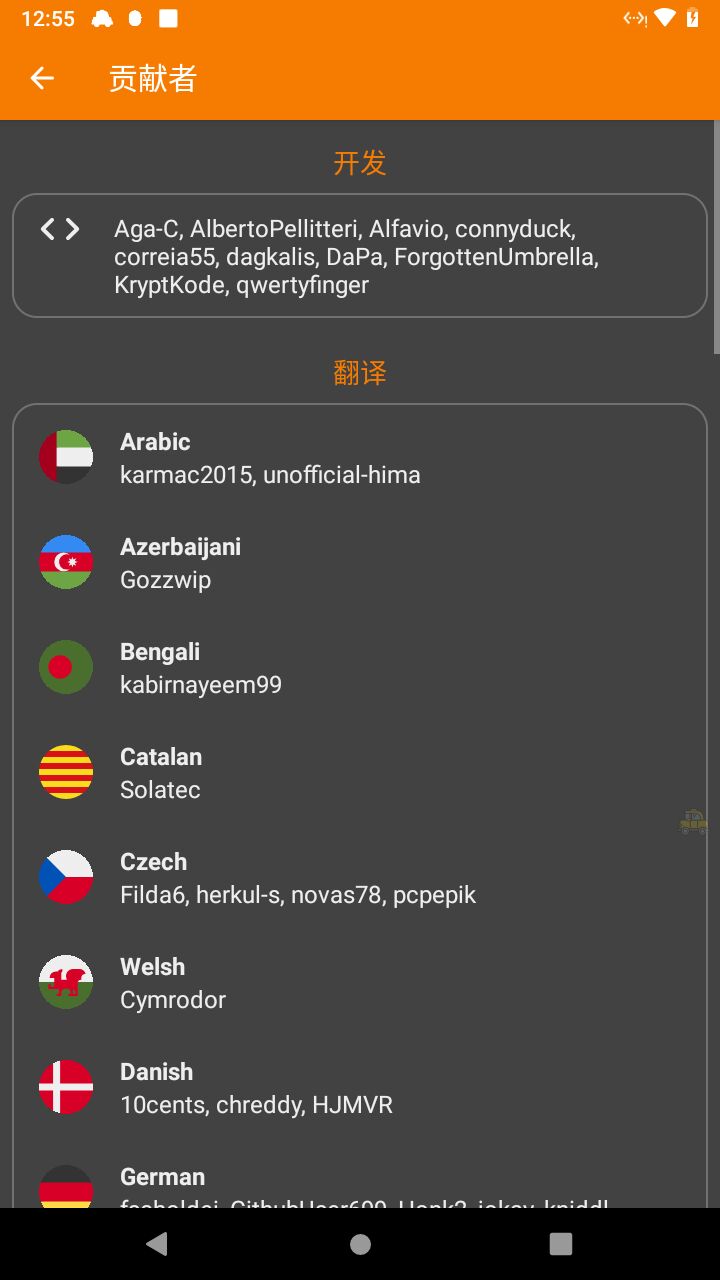 12:55
贡献者
开发
Aga-C, AlbertoPellitteri, Alfavio, connyduck,
correia55, dagkalis, DaPa, ForgottenUmbrella,
KryptKode, qwertyfinger
翻译
Arabic
karmac2015, unofficial-hima
Azerbaijani
Gozzwip
Bengali
kabirnayeem99
Catalan
Solatec
Czech
Filda6, herkul-s, novas78, pcpepik
Welsh
Cymrodor
Danish
10cents, chreddy, HJMVR
German